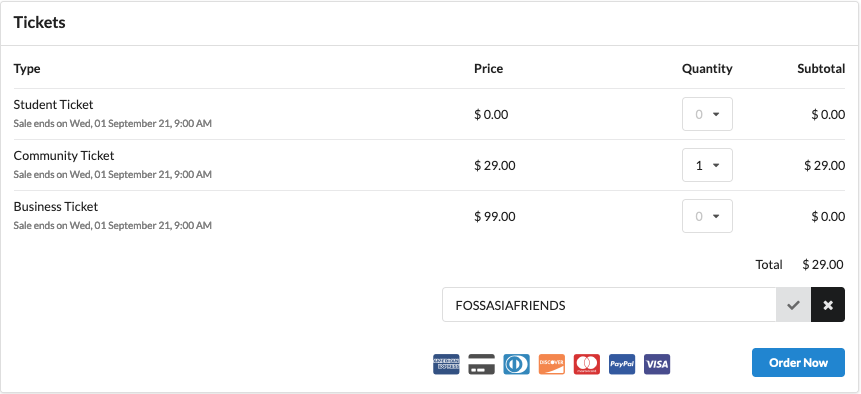 Tickets
Type Price Quantity Subtotal
Student Ticket
Sale ends on Wed, 01 September 21, 9:00 AM
$ 0.00 0 $ 0.00
Community Ticket
Sale ends on Wed, 01 September 21, 9:00 AM
$ 29.00 1 $ 29.00
Business Ticket
Sale ends on Wed, 01 September 21, 9:00 AM
$ 99.00 0 $ 0.00
Total $ 29.00
FOSSASIAFRIENDS
AMERICAN EXPRESS DISCOVER PayPal VISA Order Now